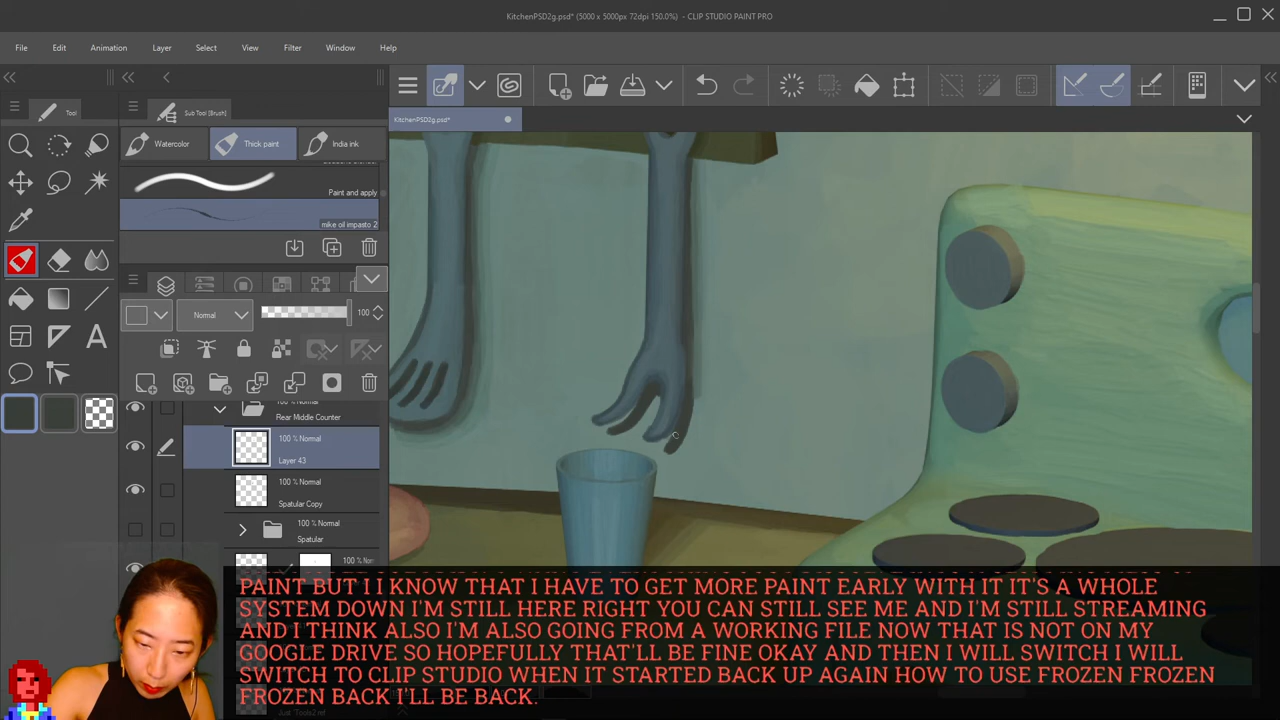 KitchenPSD2g.psd* (5000 x 5000px 72dpi 150.0%) - CLIP STUDIO PAINT PRO
File Edit Animation Layer Select View Filter Window Help
Tool
Sub Tool [Brush]
KitchenPSD2g.psd*
Watercolor Thick paint India ink
Paint and apply
mike oil impasto 2
Normal 100
Rear Middle Counter
100 % Normal
Layer 43
100 % Normal
Spatular Copy
100 % Normal
Spatular
PAINT BUT I I KNOW THAT I HAVE TO GET MORE PAINT EARLY WITH IT IT'S A WHOLE
SYSTEM DOWN I'M STILL HERE RIGHT YOU CAN STILL SEE ME AND I'M STILL STREAMING
AND I THINK ALSO I'M ALSO GOING FROM A WORKING FILE NOW THAT IS NOT ON MY
GOOGLE DRIVE SO HOPEFULLY THAT'LL BE FINE OKAY AND THEN I WILL SWITCH I WILL
SWITCH TO CLIP STUDIO WHEN IT STARTED BACK UP AGAIN HOW TO USE FROZEN FROZEN
FROZEN BACK I'LL BE BACK.